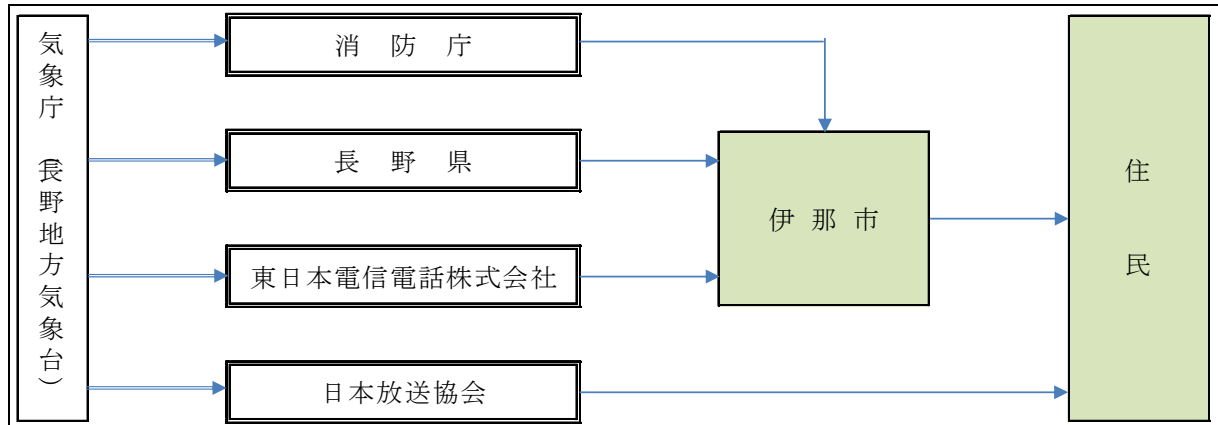 気象庁（長野地方気象台）
消防庁
長野県
東日本電信電話株式会社
日本放送協会
伊那市
住民